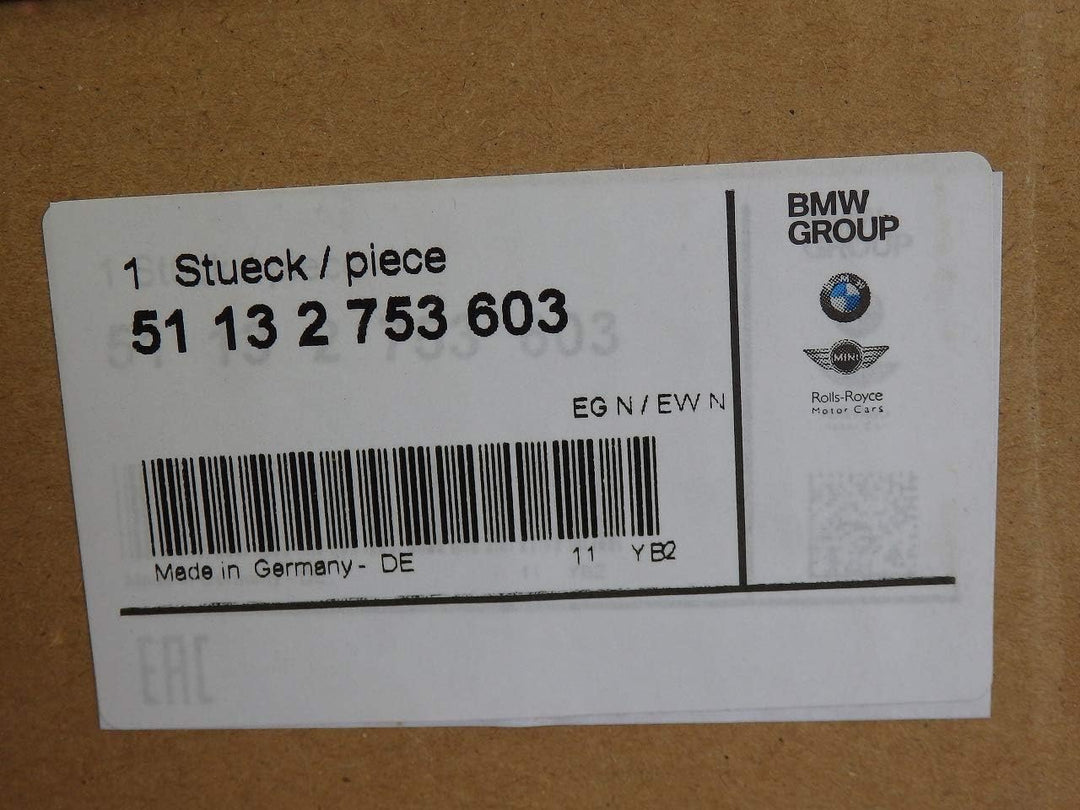 1 Stueck / piece
51 13 2 753 603
EG N / EW N
Made in Germany - DE 11 YB2
BMW
GROUP
MINI
Rolls-Royce
Motor Cars
EAC